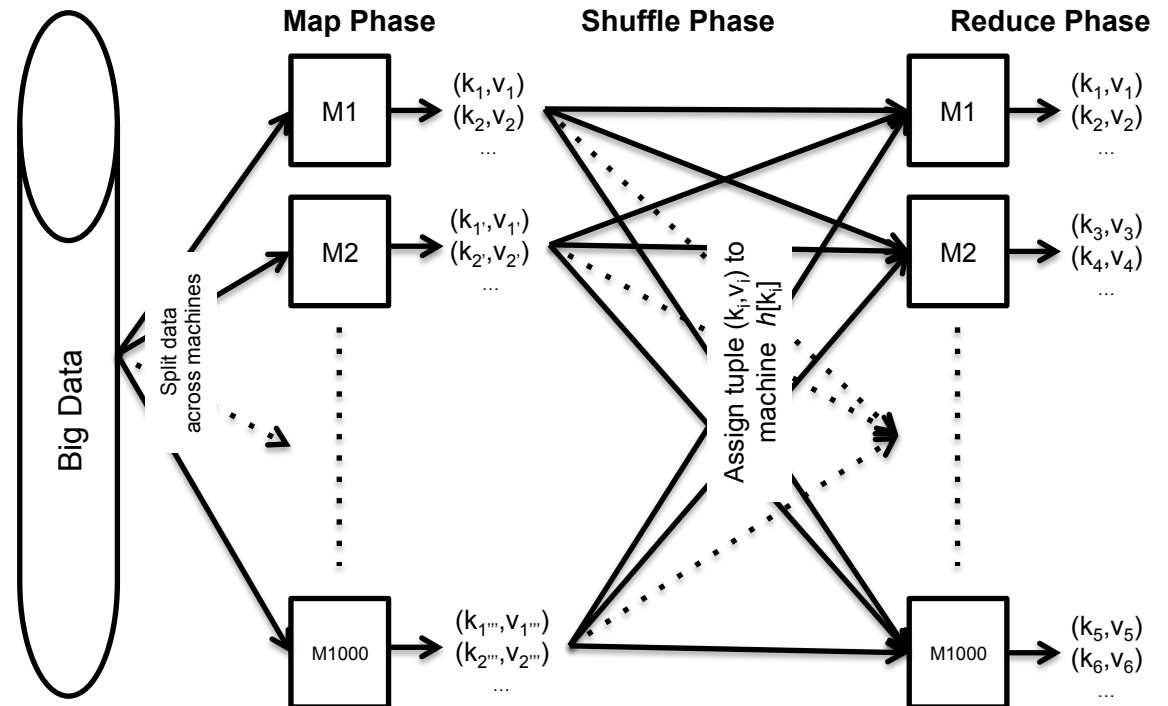 Map Phase
Shuffle Phase
Reduce Phase
Big Data
Split data
across machines
M1
(k₁,v₁)
(k₂,v₂)
...
M2
(k₁',v₁')
(k₂',v₂')
...
M1000
(k₁''',v₁''')
(k₂''',v₂''')
...
Assign tuple (kᵢ,vᵢ) to
machine h[kᵢ]
M1
(k₁,v₁)
(k₂,v₂)
...
M2
(k₃,v₃)
(k₄,v₄)
...
M1000
(k₅,v₅)
(k₆,v₆)
...